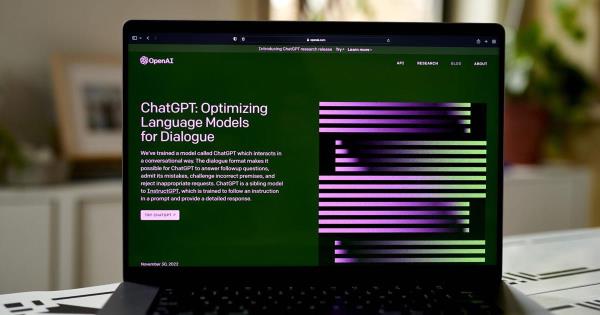 openai.com
Introducing ChatGPT research release Try↗ Learn more›
OpenAI
API RESEARCH BLOG ABOUT
ChatGPT: Optimizing
Language Models
for Dialogue
We've trained a model called ChatGPT which interacts in
a conversational way. The dialogue format makes it
possible for ChatGPT to answer followup questions,
admit its mistakes, challenge incorrect premises, and
reject inappropriate requests. ChatGPT is a sibling model
to InstructGPT, which is trained to follow an instruction
in a prompt and provide a detailed response.
TRY CHATGPT ↗
November 30, 2022